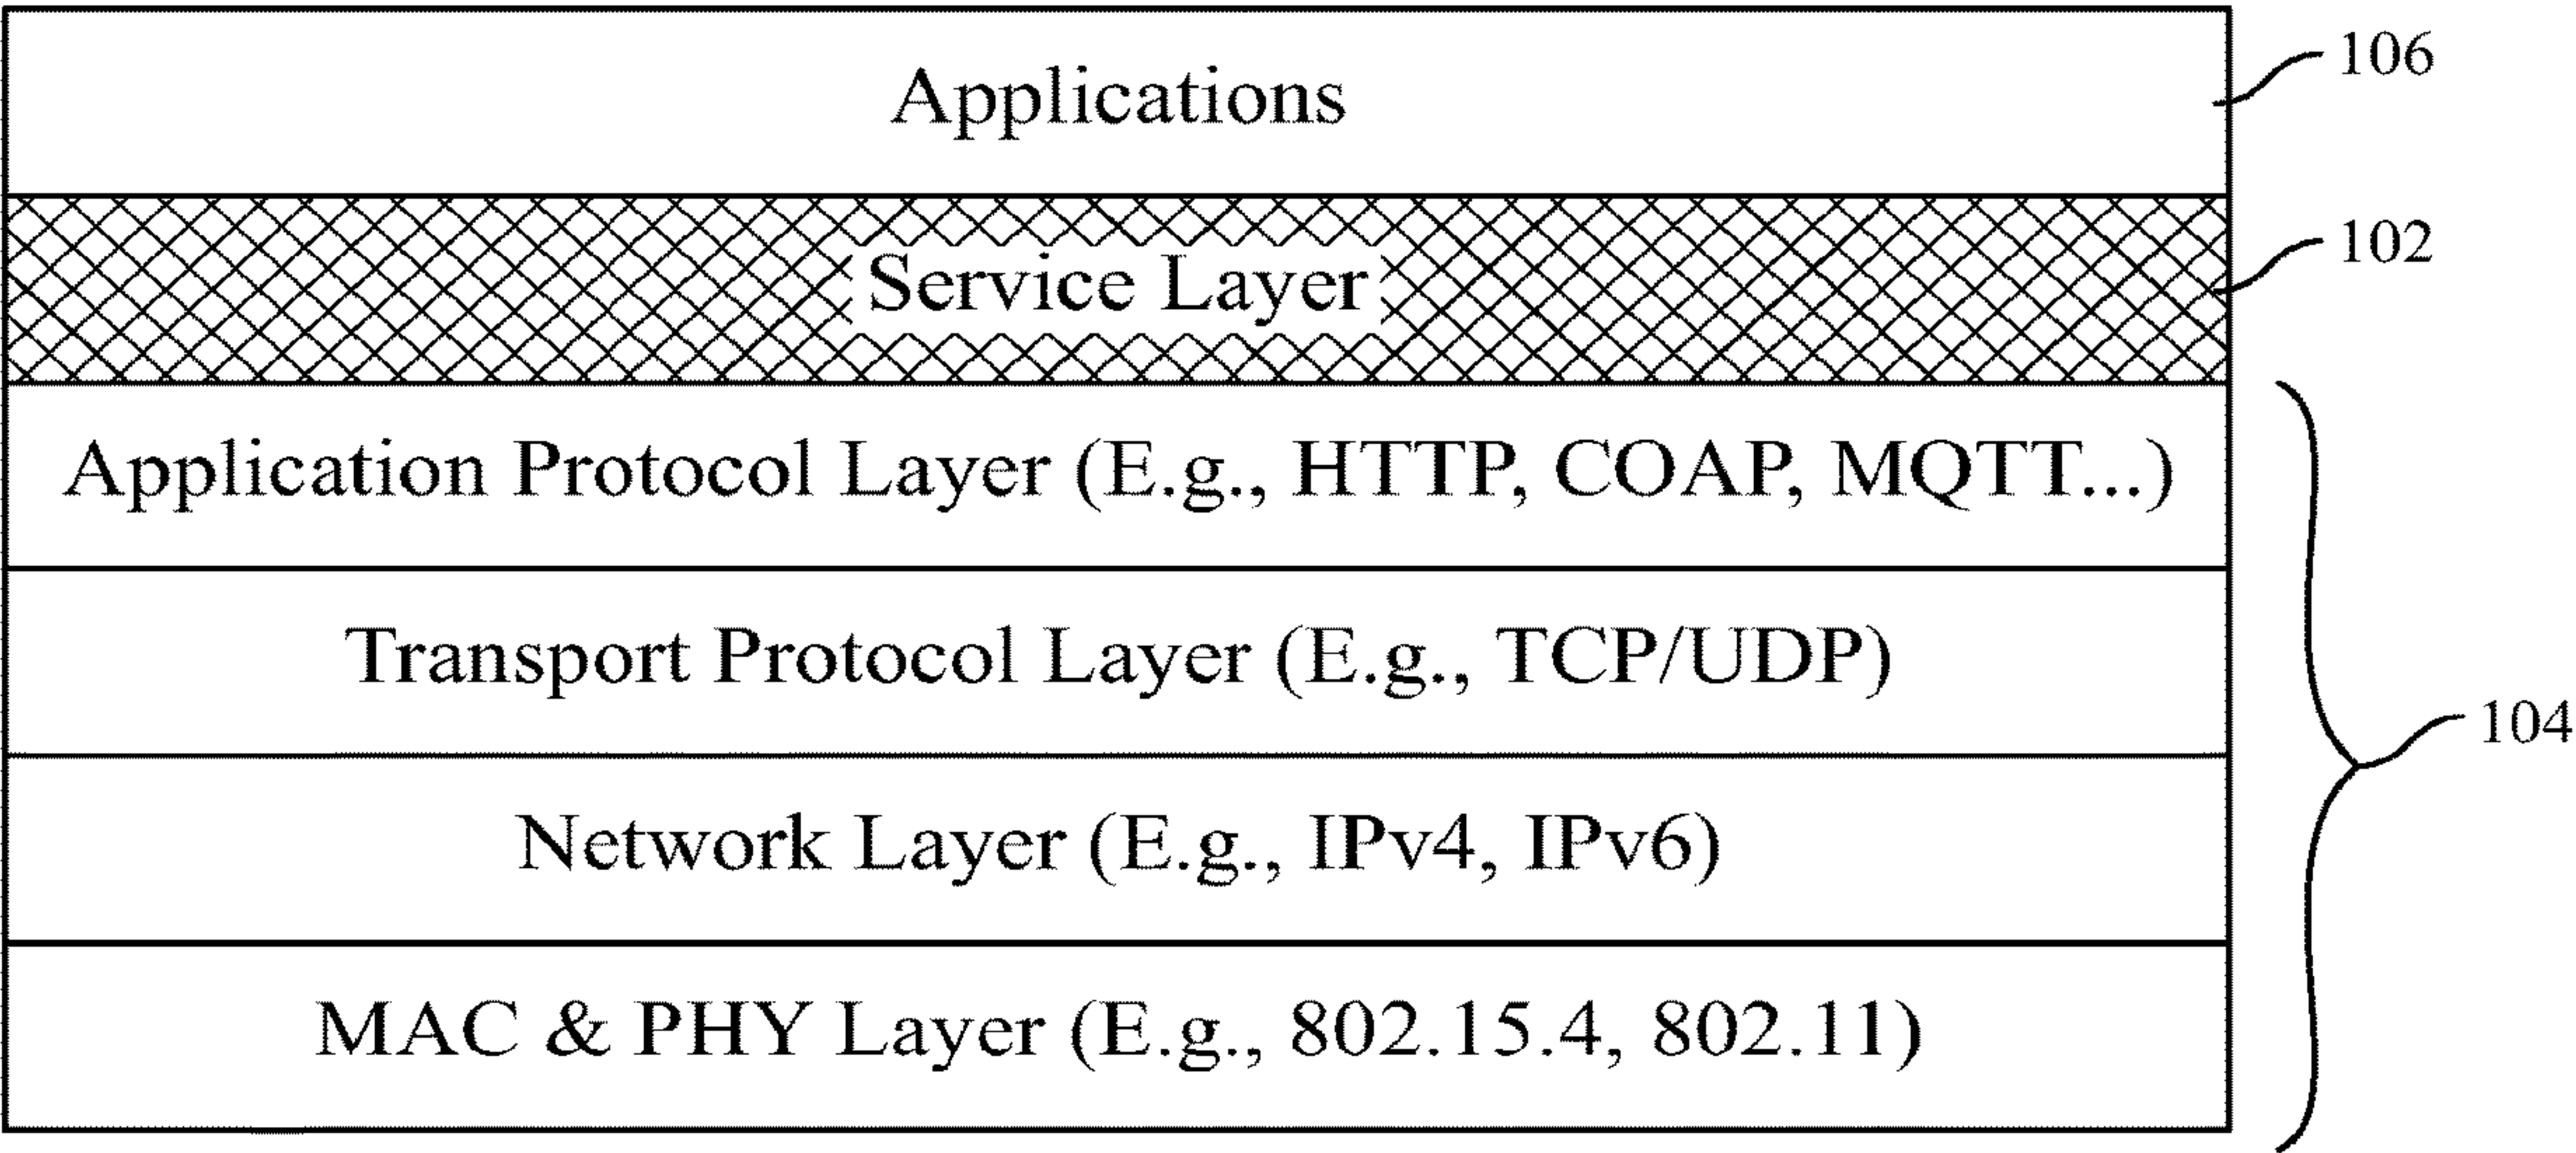 Applications
106
Service Layer
102
Application Protocol Layer (E.g., HTTP, COAP, MQTT...)
Transport Protocol Layer (E.g., TCP/UDP)
104
Network Layer (E.g., IPv4, IPv6)
MAC & PHY Layer (E.g., 802.15.4, 802.11)